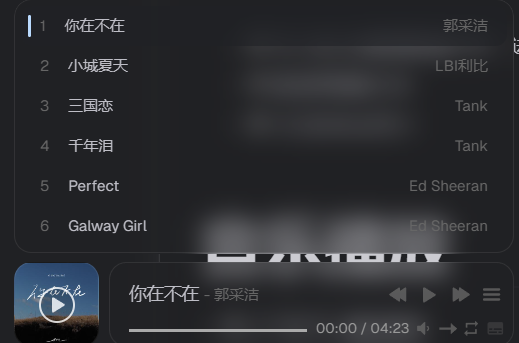 1 你在不在 郭采洁
2 小城夏天 LBI利比
3 三国恋 Tank
4 千年泪 Tank
5 Perfect Ed Sheeran
6 Galway Girl Ed Sheeran
你在不在 - 郭采洁
00:00 / 04:23